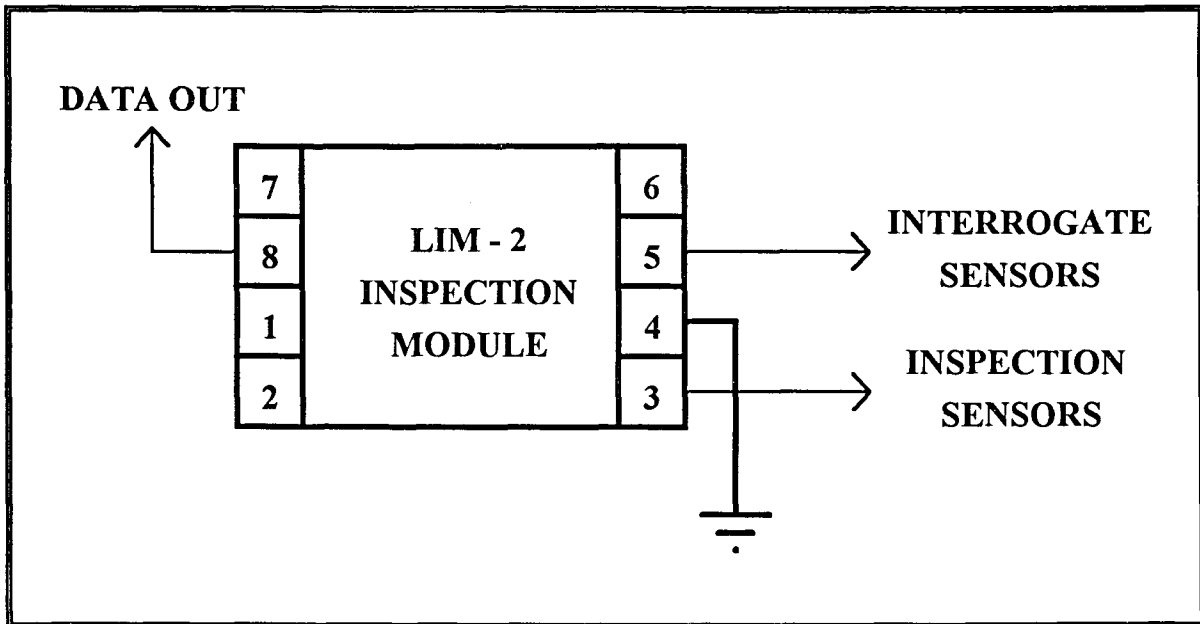 DATA OUT
7
8
1
2
LIM - 2
INSPECTION
MODULE
6
5
4
3
INTERROGATE
SENSORS
INSPECTION
SENSORS